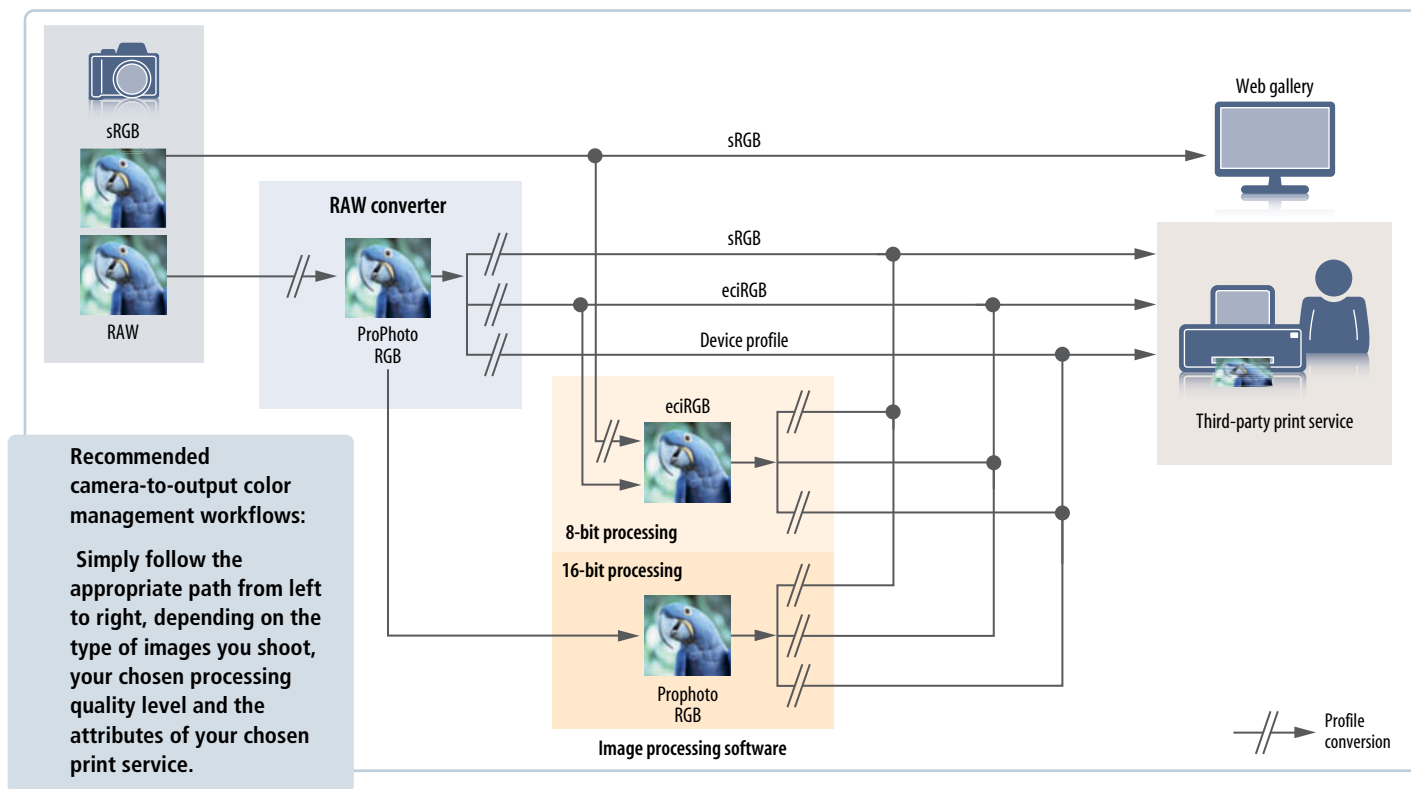 sRGB
RAW
RAW converter
ProPhoto
RGB
sRGB
Web gallery
sRGB
eciRGB
Device profile
Third-party print service
eciRGB
8-bit processing
16-bit processing
Prophoto
RGB
Image processing software
Profile
conversion
Recommended
camera-to-output color
management workflows:
Simply follow the
appropriate path from left
to right, depending on the
type of images you shoot,
your chosen processing
quality level and the
attributes of your chosen
print service.